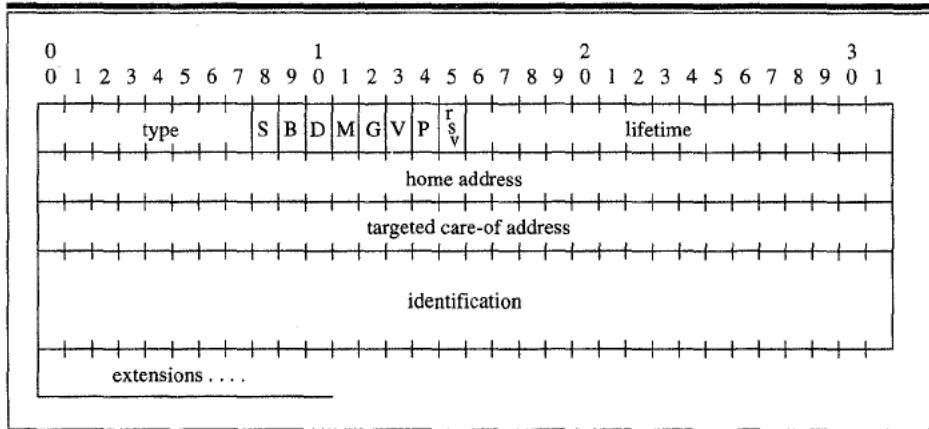 0 1 2 3
0 1 2 3 4 5 6 7 8 9 0 1 2 3 4 5 6 7 8 9 0 1 2 3 4 5 6 7 8 9 0 1
type S B D M G V P rsv lifetime
home address
targeted care-of address
identification
extensions . . . .